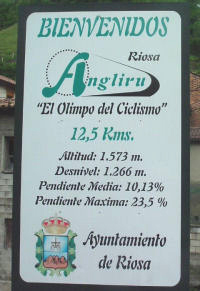 BIENVENIDOS
Riosa
Angliru
"El Olimpo del Ciclismo"
12,5 Kms.
Altitud: 1.573 m.
Desnivel: 1.266 m.
Pendiente Media: 10,13%
Pendiente Maxima: 23,5 %
Ayuntamiento
de Riosa